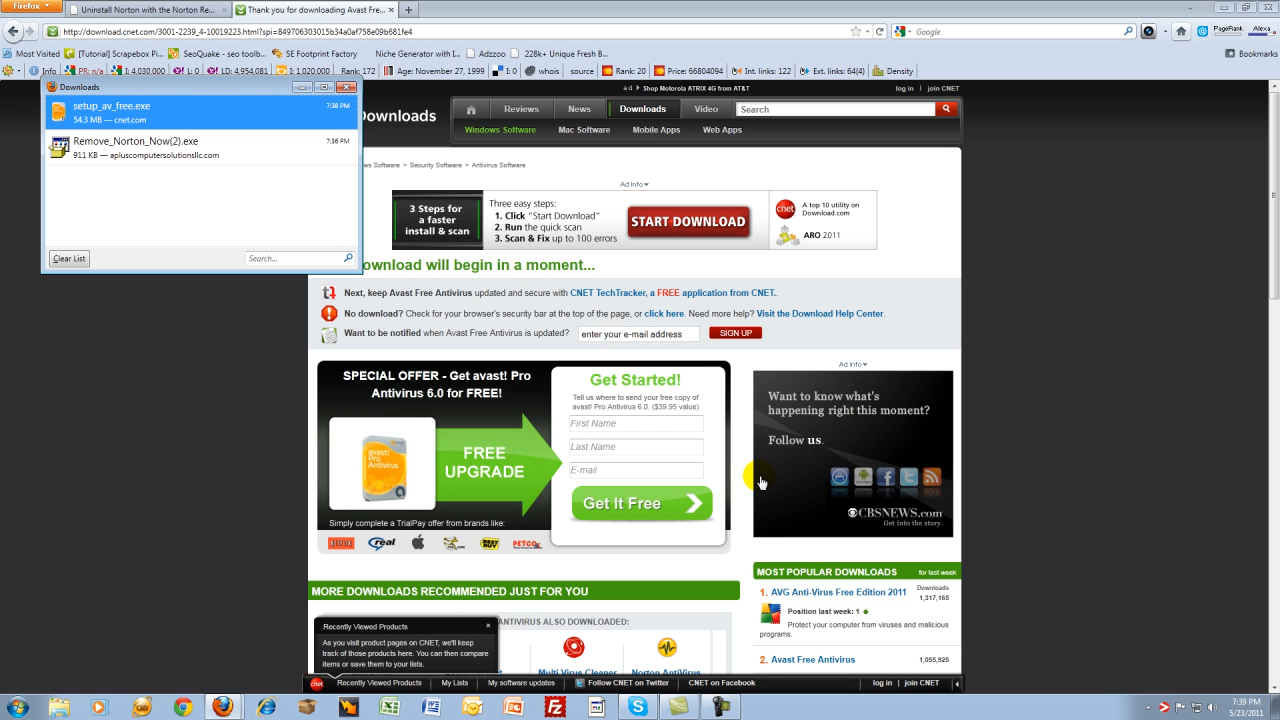 Firefox
Uninstall Norton with the Norton Re...
Thank you for downloading Avast Fre...
http://download.cnet.com/3001-2239_4-10019223.html?spi=849706303015b34a0af758e09b681fe4
Google
PageRank
Alexa
Most Visited
[Tutorial] Scrapebox Pi...
Scrapebox - Google S...
SE Footprint Factory
Niche Generator with I...
Adzzoo
228k+ Unique Fresh B...
Bookmarks
Info
PR: n/a
I: 4,030,000
L: 0
LD: 4,954,081
I: 1,020,000
Rank: 172
Age: November 27, 1999
I: 0
whois
source
Rank: 20
Price: 66804094
Int. links: 122
Ext. links: 64(4)
Density
Downloads
setup_av_free.exe
7:38 PM
54.3 MB — cnet.com
Remove_Norton_Now(2).exe
7:36 PM
911 KB — apluscomputersolutionsllc.com
Clear List
Search...
ad
Shop Motorola ATRIX 4G from AT&T
log in | join CNET
Downloads
Reviews
News
Downloads
Video
Search
Windows Software
Mac Software
Mobile Apps
Web Apps
Software > Security Software > Antivirus Software
Ad Info
3 Steps for
a faster
install & scan
Three easy steps:
1. Click "Start Download"
2. Run the quick scan
3. Scan & Fix up to 100 errors
START DOWNLOAD
cnet
A top 10 utility on
Download.com
ARO 2011
ownload will begin in a moment...
Next, keep Avast Free Antivirus updated and secure with CNET TechTracker, a FREE application from CNET.
No download? Check for your browser's security bar at the top of the page, or click here. Need more help? Visit the Download Help Center.
Want to be notified when Avast Free Antivirus is updated?
enter your e-mail address
SIGN UP
SPECIAL OFFER - Get avast! Pro
Antivirus 6.0 for FREE!
avast!
Pro
Antivirus
FREE
UPGRADE
Simply complete a TrialPay offer from brands like:
real
BEST BUY
PETCO
Get Started!
Tell us where to send your free copy of
avast! Pro Antivirus 6.0. ($39.95 value)
First Name
Last Name
E-mail
Get It Free
Ad Info
Want to know what's
happening right this moment?
Follow us.
CBSNEWS.com
Get into the story.
MOST POPULAR DOWNLOADS
for last week
Downloads
1. AVG Anti-Virus Free Edition 2011
1,317,165
Position last week: 1
Protect your computer from viruses and malicious
programs.
2. Avast Free Antivirus
1,055,925
MORE DOWNLOADS RECOMMENDED JUST FOR YOU
ANTIVIRUS ALSO DOWNLOADED:
Multi Virus Cleaner
Norton AntiVirus
Recently Viewed Products
As you visit product pages on CNET, we'll keep
track of those products here. You can then compare
items or save them to your lists.
cnet
Recently Viewed Products
My Lists
My software updates
Follow CNET on Twitter
CNET on Facebook
log in | join CNET
7:39 PM
5/23/2011